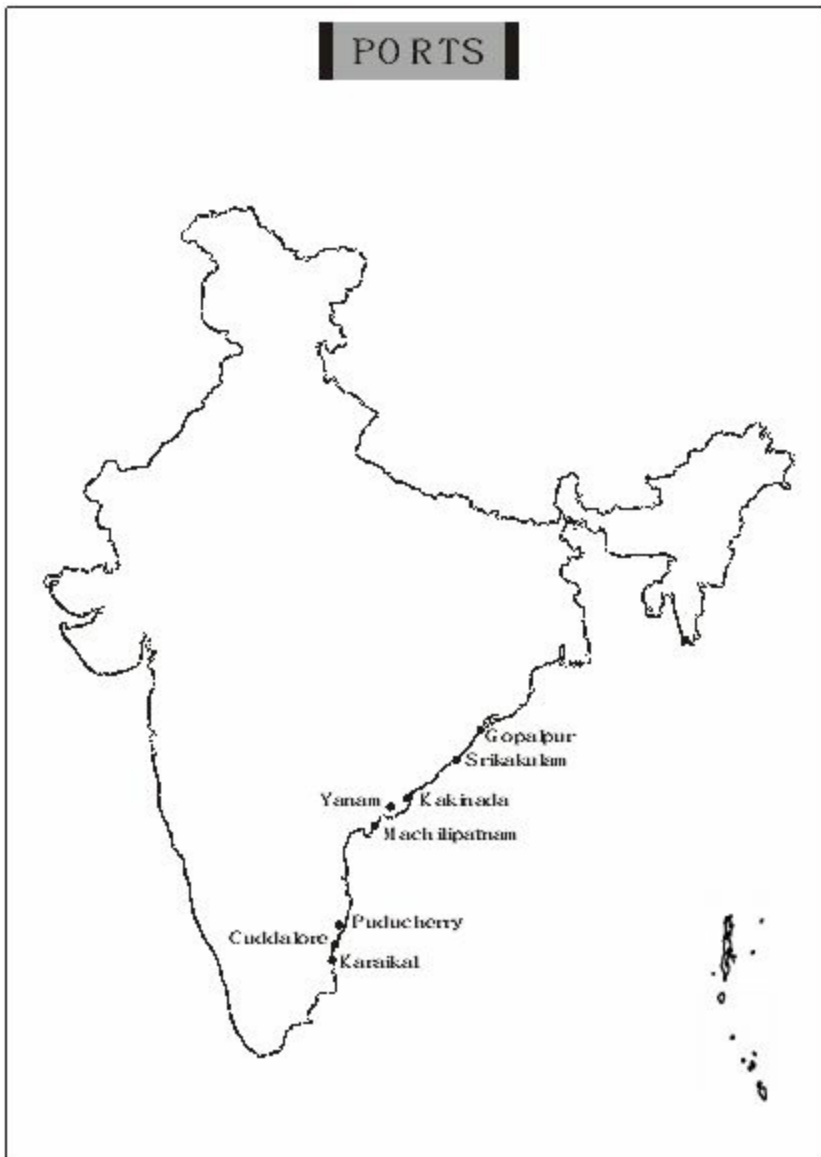 PORTS
Gopalpur
Srikakulam
Yanam
Kakinada
Machilipatnam
Puducherry
Cuddalore
Karaikal